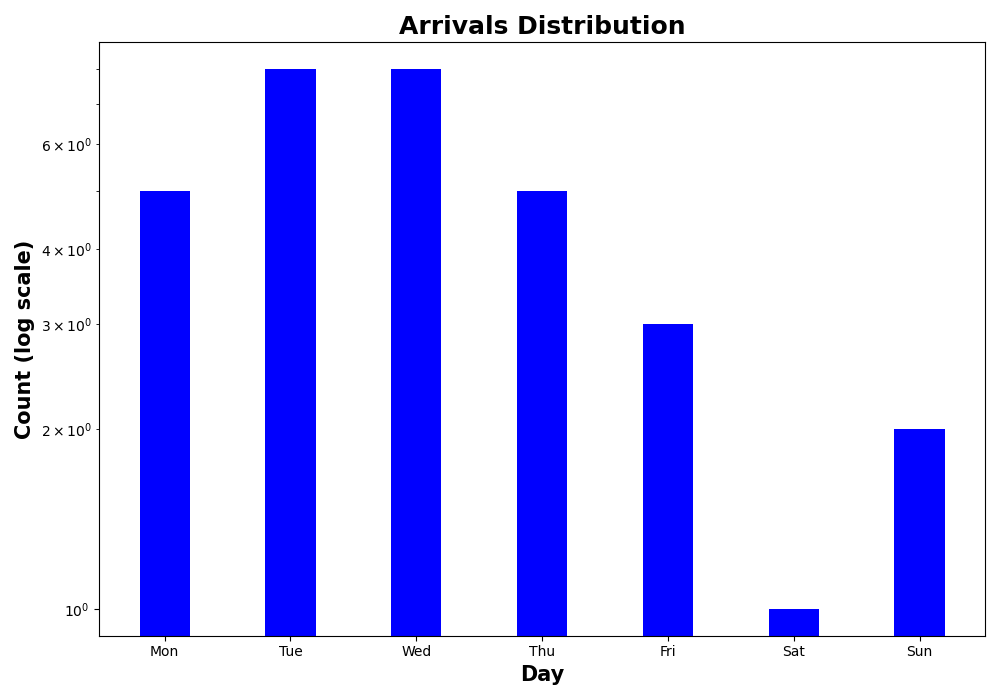 Arrivals Distribution
Count (log scale)
6 × 10⁰
4 × 10⁰
3 × 10⁰
2 × 10⁰
10⁰
Mon Tue Wed Thu Fri Sat Sun
Day